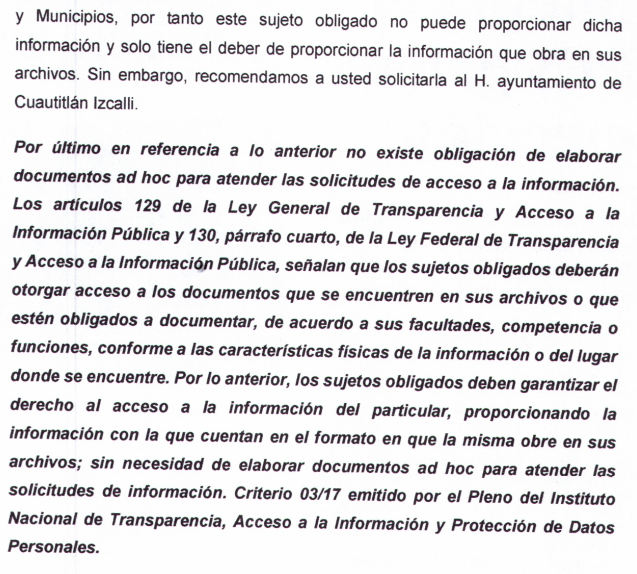 y Municipios, por tanto este sujeto obligado no puede proporcionar dicha
información y solo tiene el deber de proporcionar la información que obra en sus
archivos. Sin embargo, recomendamos a usted solicitarla al H. ayuntamiento de
Cuautitlán Izcalli.
Por último en referencia a lo anterior no existe obligación de elaborar
documentos ad hoc para atender las solicitudes de acceso a la información.
Los artículos 129 de la Ley General de Transparencia y Acceso a la
Información Pública y 130, párrafo cuarto, de la Ley Federal de Transparencia
y Acceso a la Información Pública, señalan que los sujetos obligados deberán
otorgar acceso a los documentos que se encuentren en sus archivos o que
estén obligados a documentar, de acuerdo a sus facultades, competencia o
funciones, conforme a las características físicas de la información o del lugar
donde se encuentre. Por lo anterior, los sujetos obligados deben garantizar el
derecho al acceso a la información del particular, proporcionando la
información con la que cuentan en el formato en que la misma obre en sus
archivos; sin necesidad de elaborar documentos ad hoc para atender las
solicitudes de información. Criterio 03/17 emitido por el Pleno del Instituto
Nacional de Transparencia, Acceso a la Información y Protección de Datos
Personales.